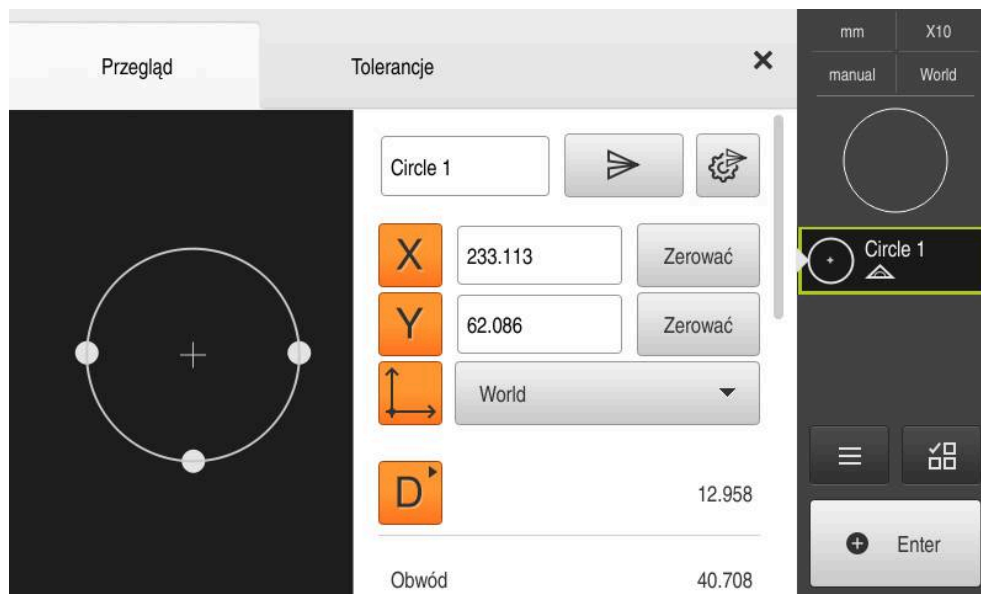 Przegląd
Tolerancje
Circle 1
X
233.113
Zerować
Y
62.086
Zerować
World
D
12.958
Obwód
40.708
mm
X10
manual
World
Circle 1
Enter